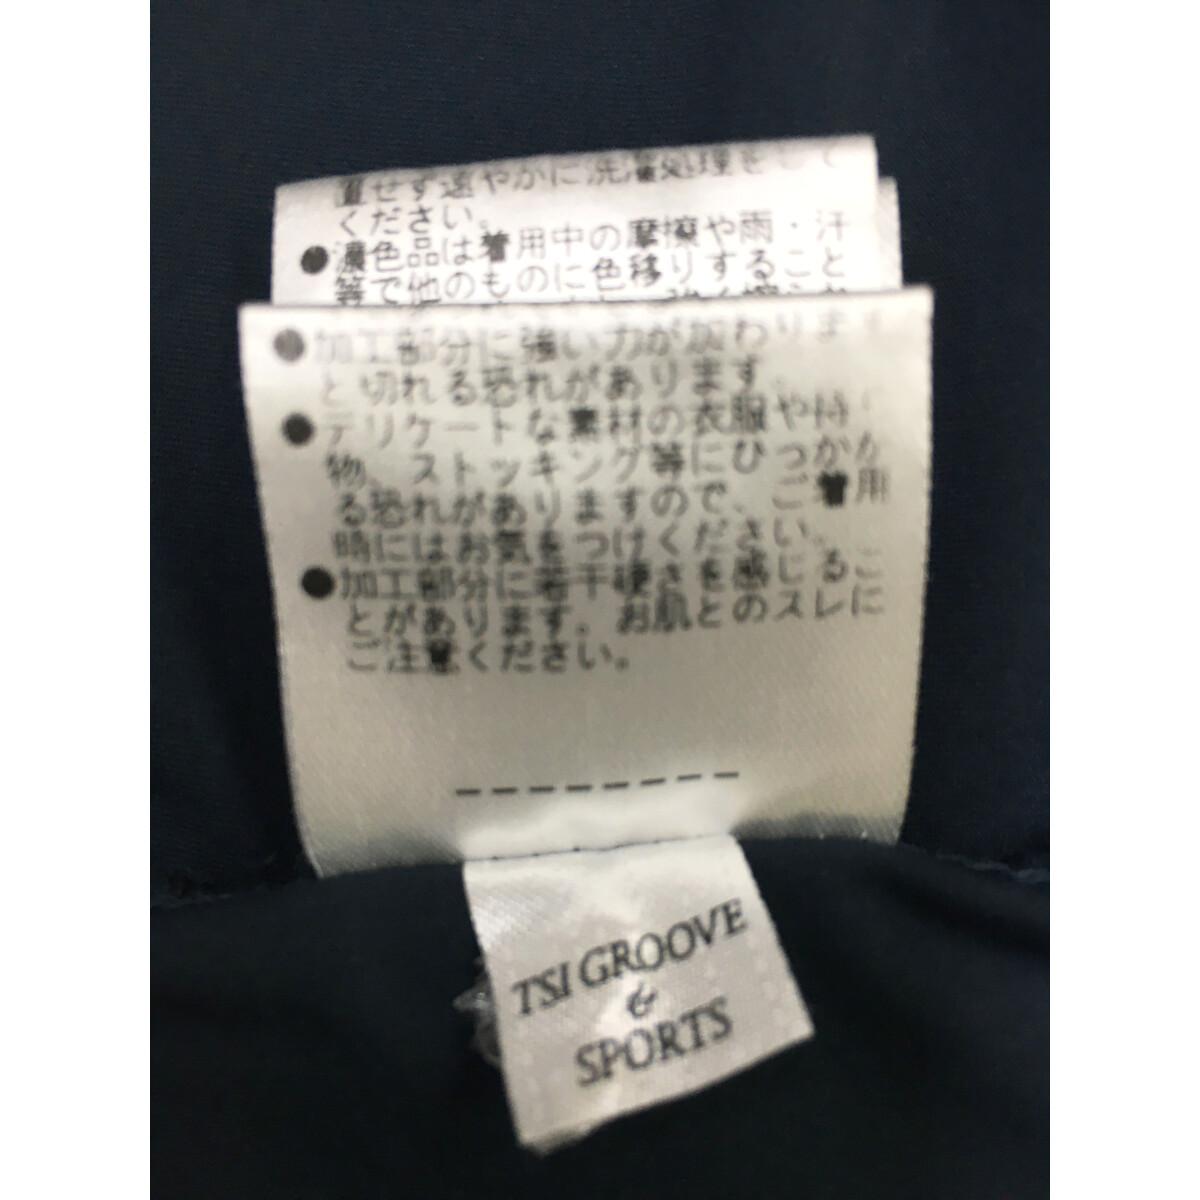 直せず速やかに洗濯処理をして
ください。
●濃色品は着用中の摩擦や雨・汗
等で他のものに色移りすること
●加工部分に強い力が加わります
と切れる恐れがあります。
●デリケートな素材の衣服や持ち
物、ストッキング等にひっかか
る恐れがありますので、ご着用
時にはお気をつけください。
●加工部分に若干硬さを感じるこ
とがあります。お肌とのスレに
ご注意ください。
TSI GROOVE
&
SPORTS